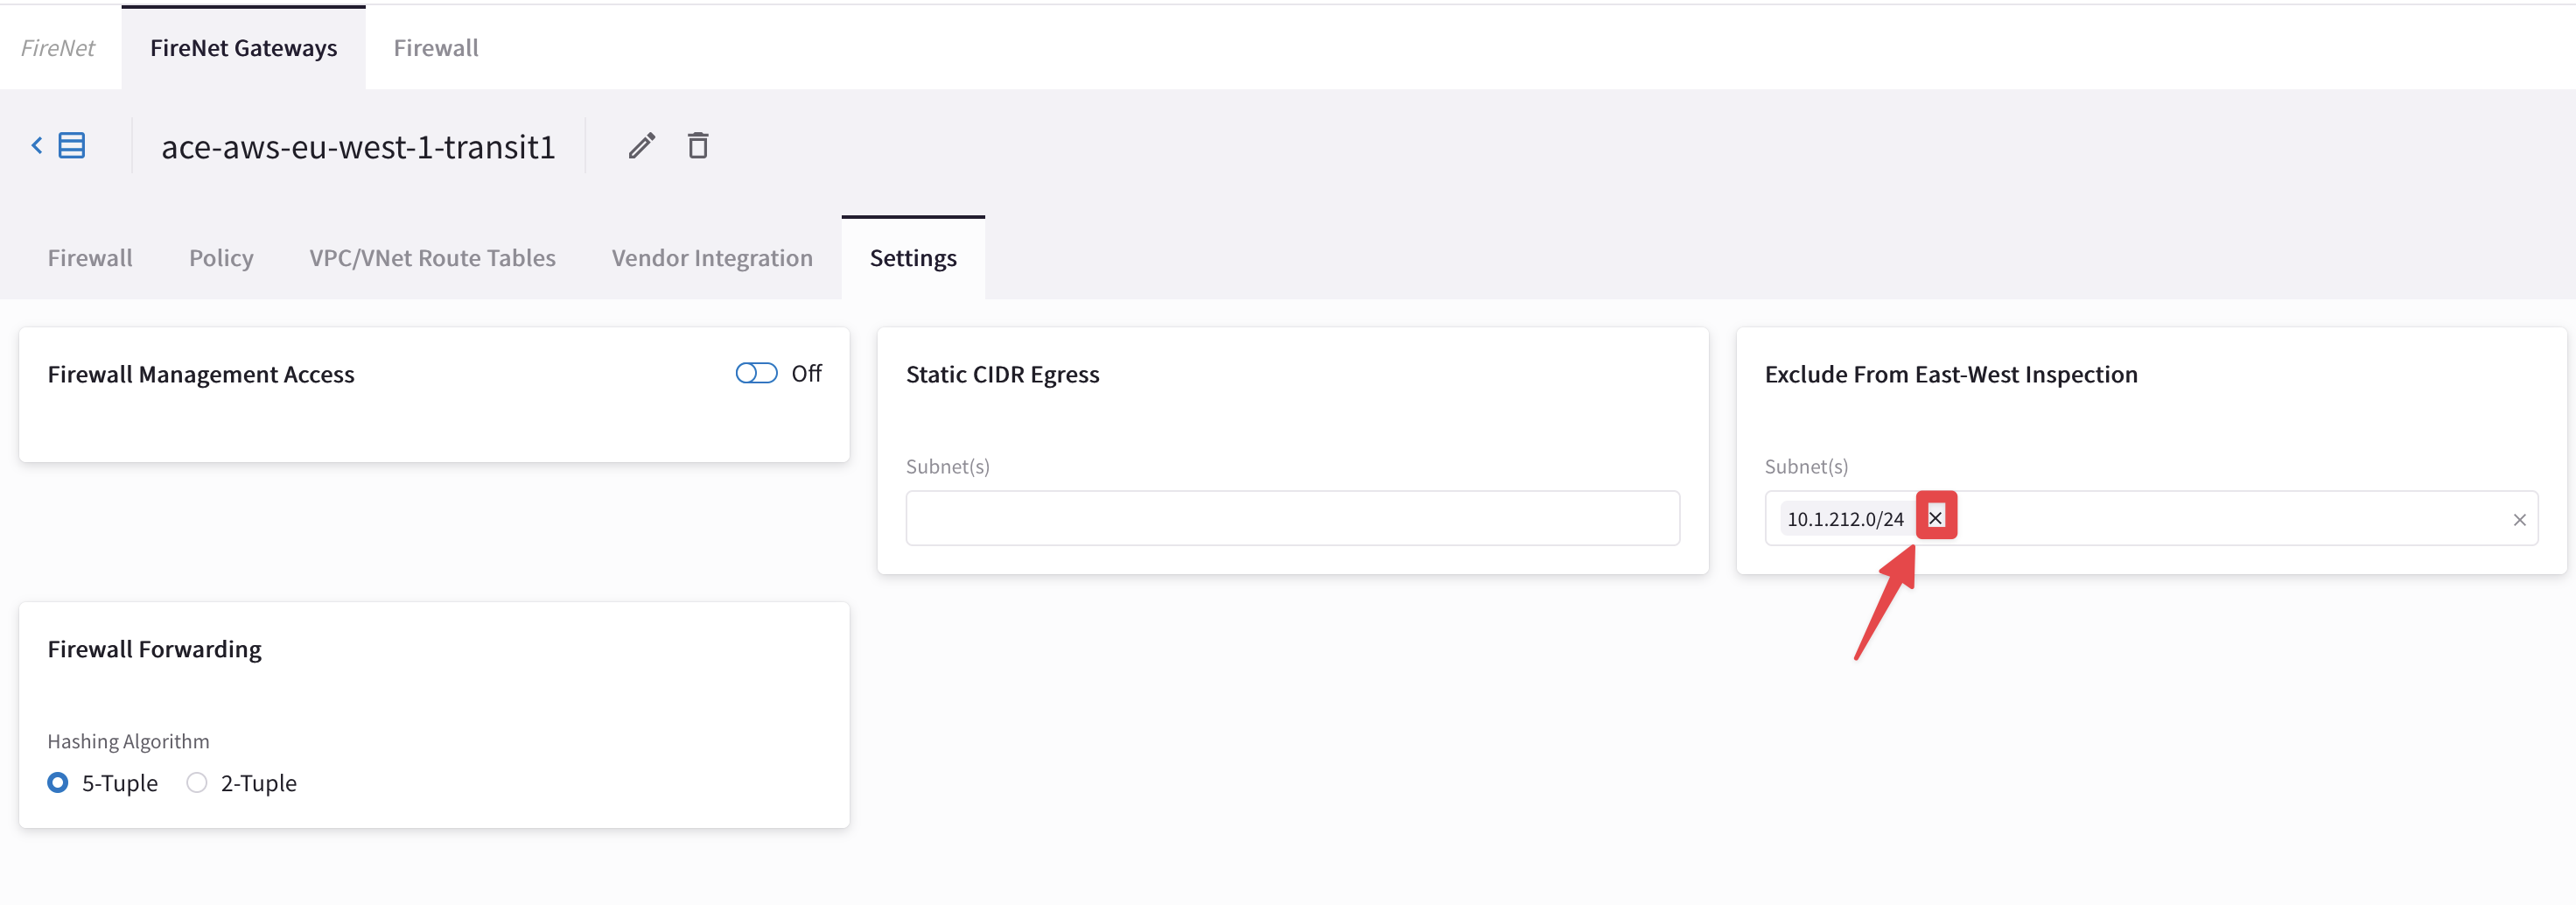 FireNet
FireNet Gateways
Firewall
ace-aws-eu-west-1-transit1
Firewall
Policy
VPC/VNet Route Tables
Vendor Integration
Settings
Firewall Management Access
Off
Static CIDR Egress
Subnet(s)
Exclude From East-West Inspection
Subnet(s)
10.1.212.0/24
Firewall Forwarding
Hashing Algorithm
5-Tuple
2-Tuple